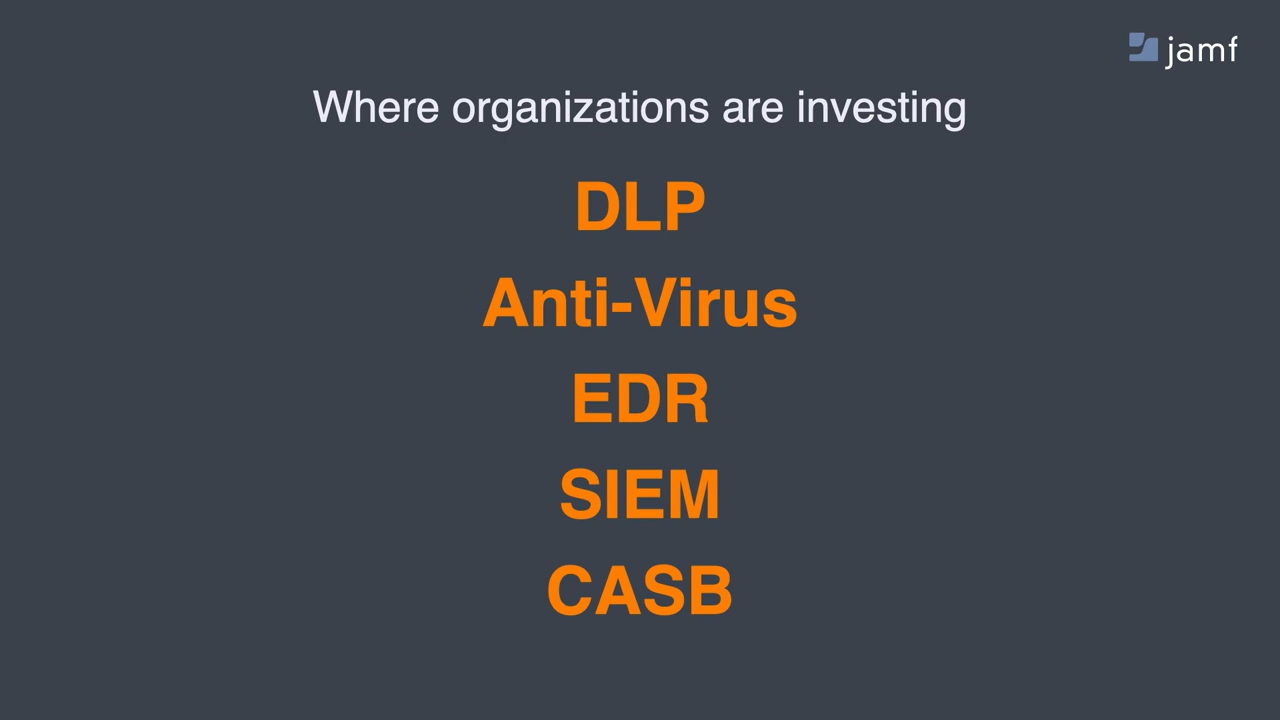 jamf
Where organizations are investing
DLP
Anti-Virus
EDR
SIEM
CASB